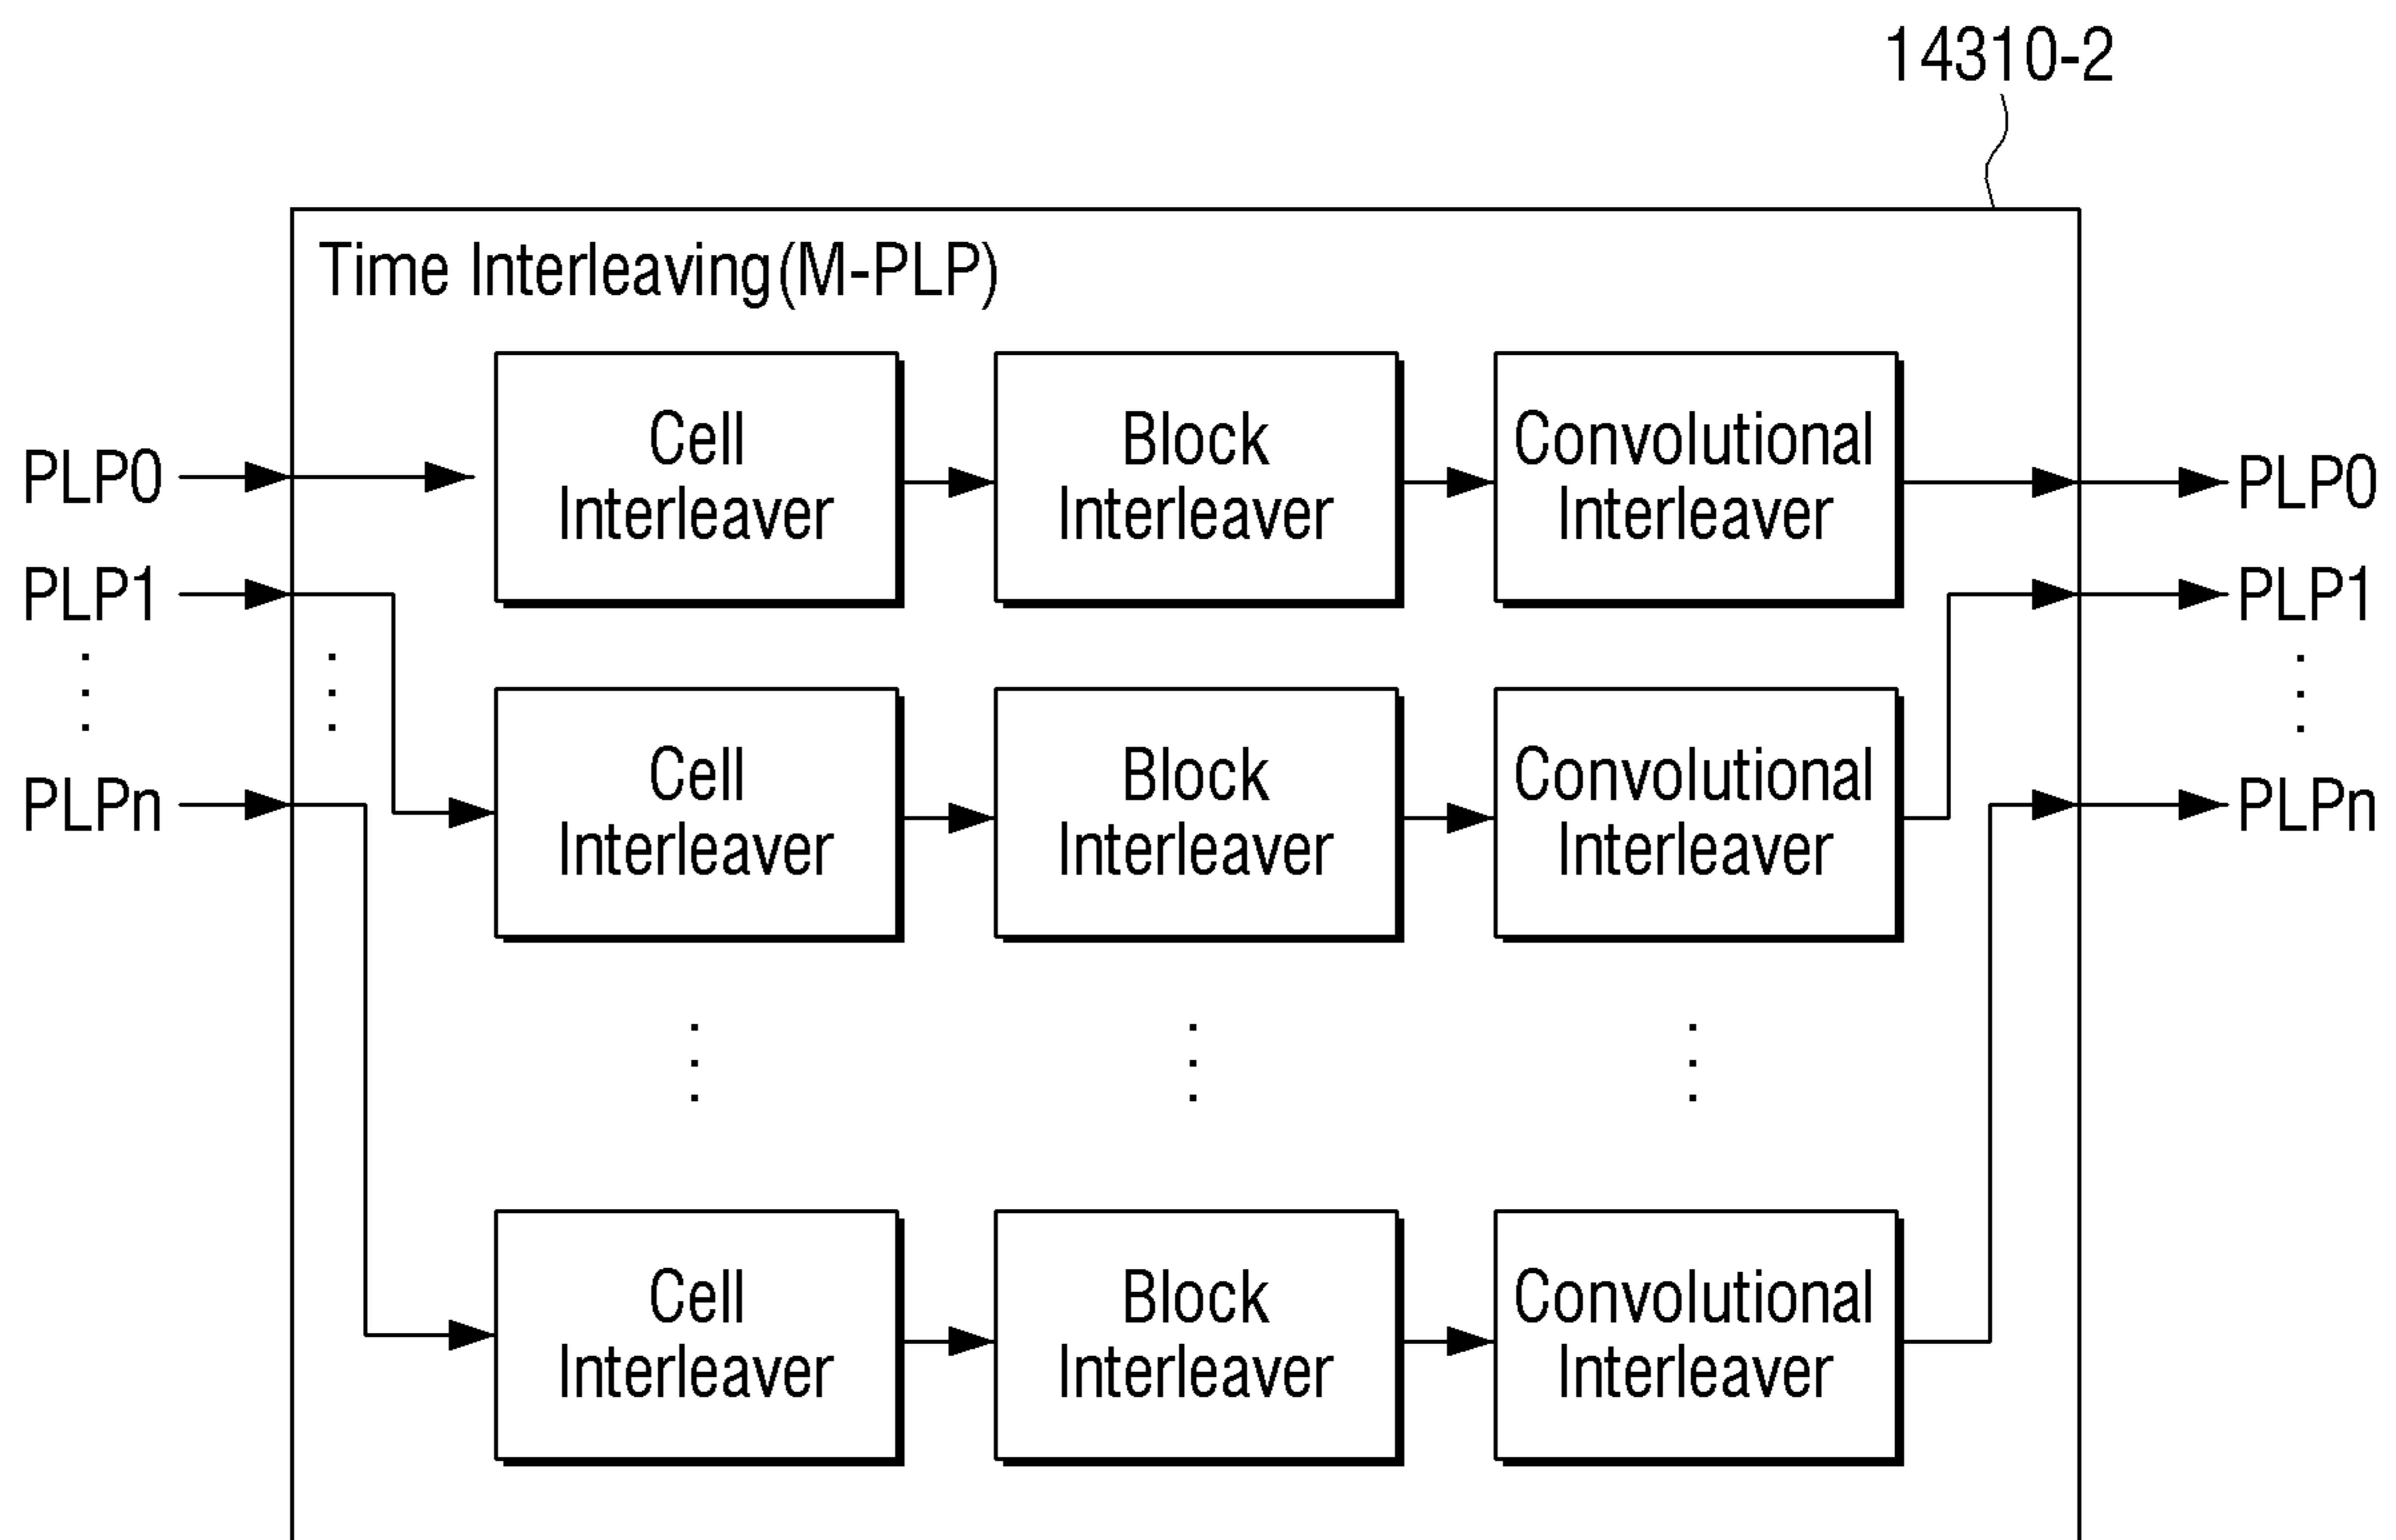 14310-2
Time Interleaving(M-PLP)
PLP0
Cell
Interleaver
Block
Interleaver
Convolutional
Interleaver
PLP0
PLP1
PLP1
Cell
Interleaver
Block
Interleaver
Convolutional
Interleaver
PLPn
PLPn
Cell
Interleaver
Block
Interleaver
Convolutional
Interleaver